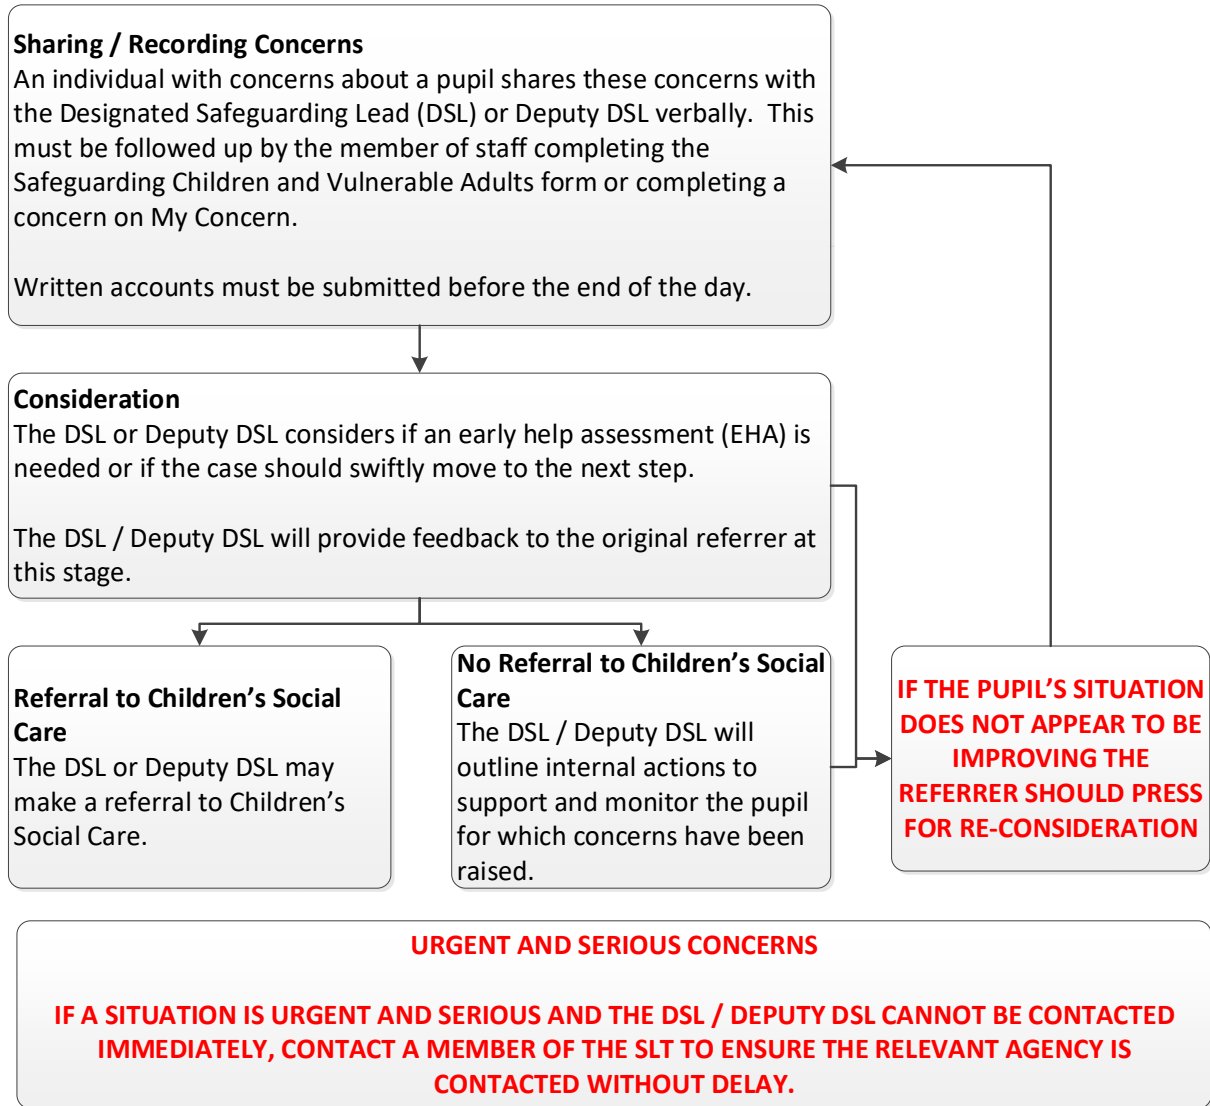 Sharing / Recording Concerns
An individual with concerns about a pupil shares these concerns with
the Designated Safeguarding Lead (DSL) or Deputy DSL verbally.  This
must be followed up by the member of staff completing the
Safeguarding Children and Vulnerable Adults form or completing a
concern on My Concern.
Written accounts must be submitted before the end of the day.
Consideration
The DSL or Deputy DSL considers if an early help assessment (EHA) is
needed or if the case should swiftly move to the next step.
The DSL / Deputy DSL will provide feedback to the original referrer at
this stage.
Referral to Children’s Social
Care
The DSL or Deputy DSL may
make a referral to Children’s
Social Care.
No Referral to Children’s Social
Care
The DSL / Deputy DSL will
outline internal actions to
support and monitor the pupil
for which concerns have been
raised.
IF THE PUPIL’S SITUATION
DOES NOT APPEAR TO BE
IMPROVING THE
REFERRER SHOULD PRESS
FOR RE-CONSIDERATION
URGENT AND SERIOUS CONCERNS
IF A SITUATION IS URGENT AND SERIOUS AND THE DSL / DEPUTY DSL CANNOT BE CONTACTED
IMMEDIATELY, CONTACT A MEMBER OF THE SLT TO ENSURE THE RELEVANT AGENCY IS
CONTACTED WITHOUT DELAY.